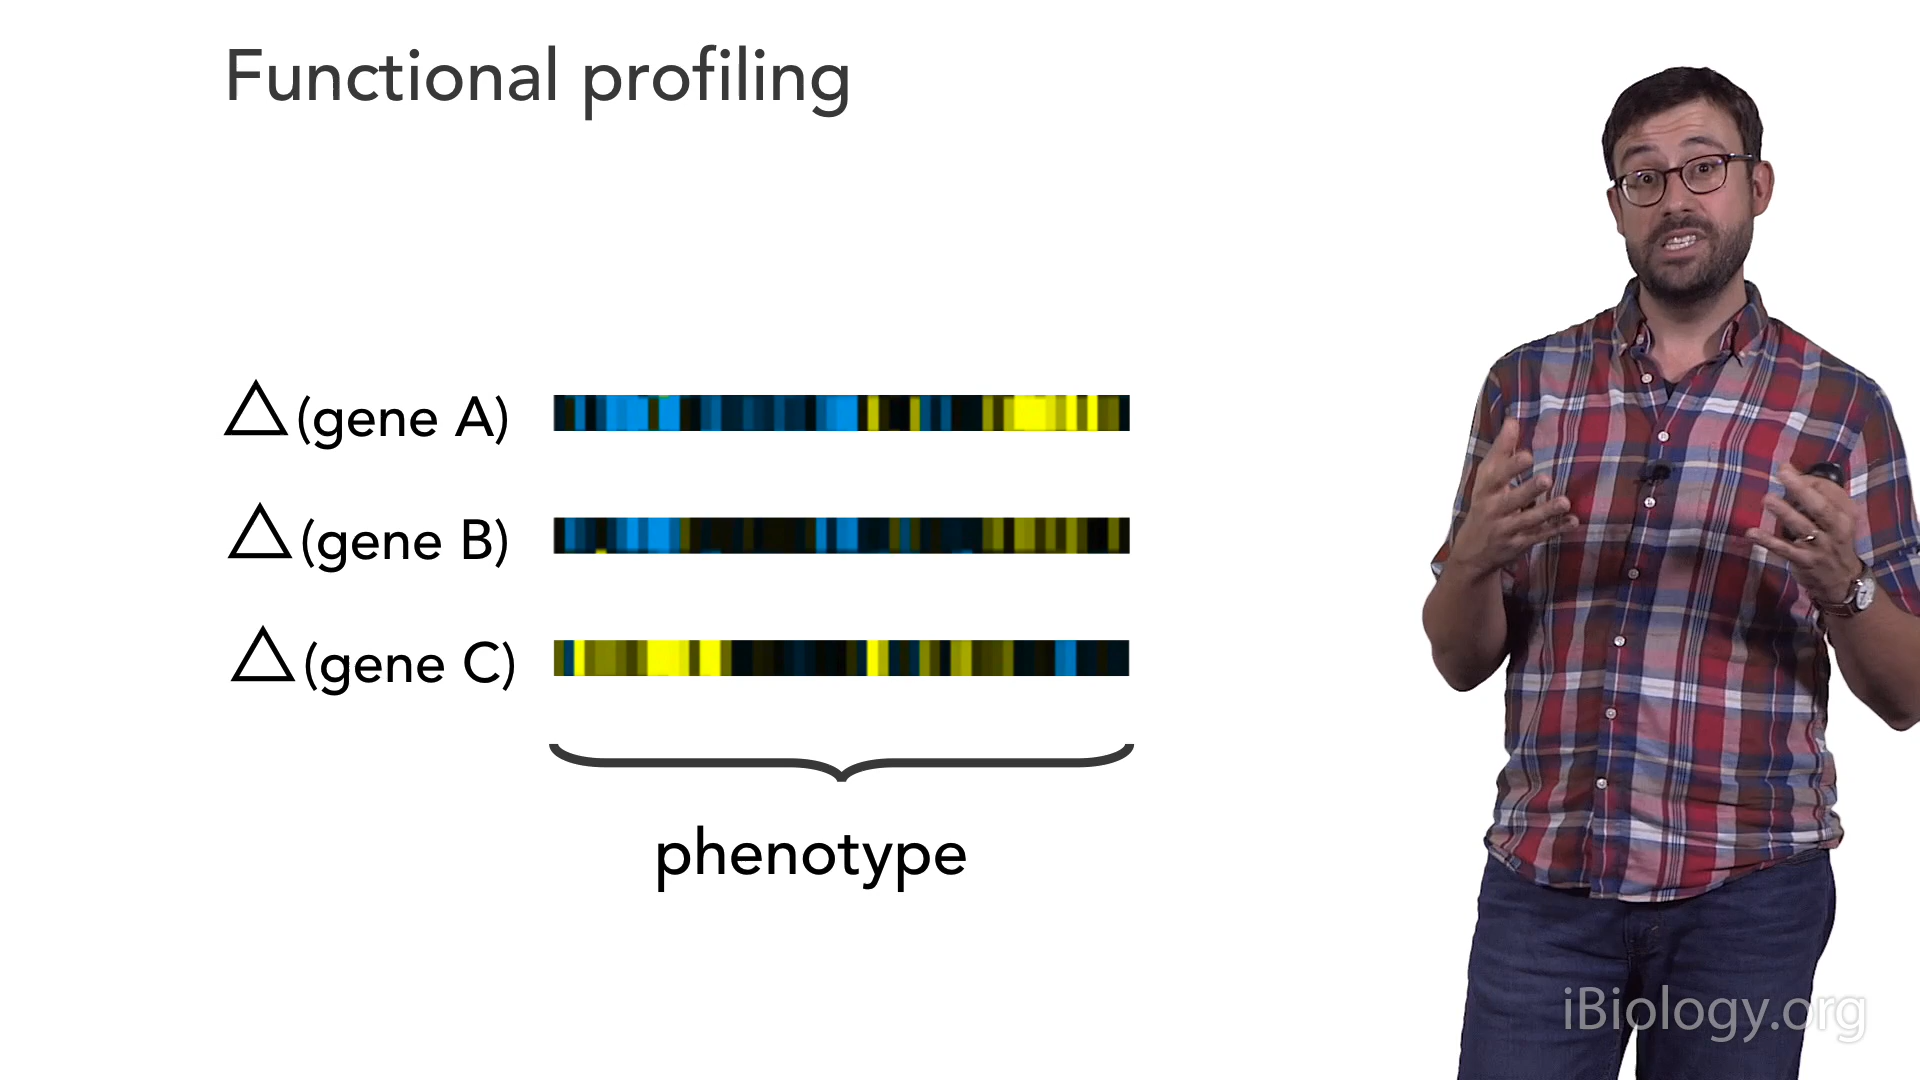 Functional profiling
△(gene A)
△(gene B)
△(gene C)
phenotype
iBiology.org